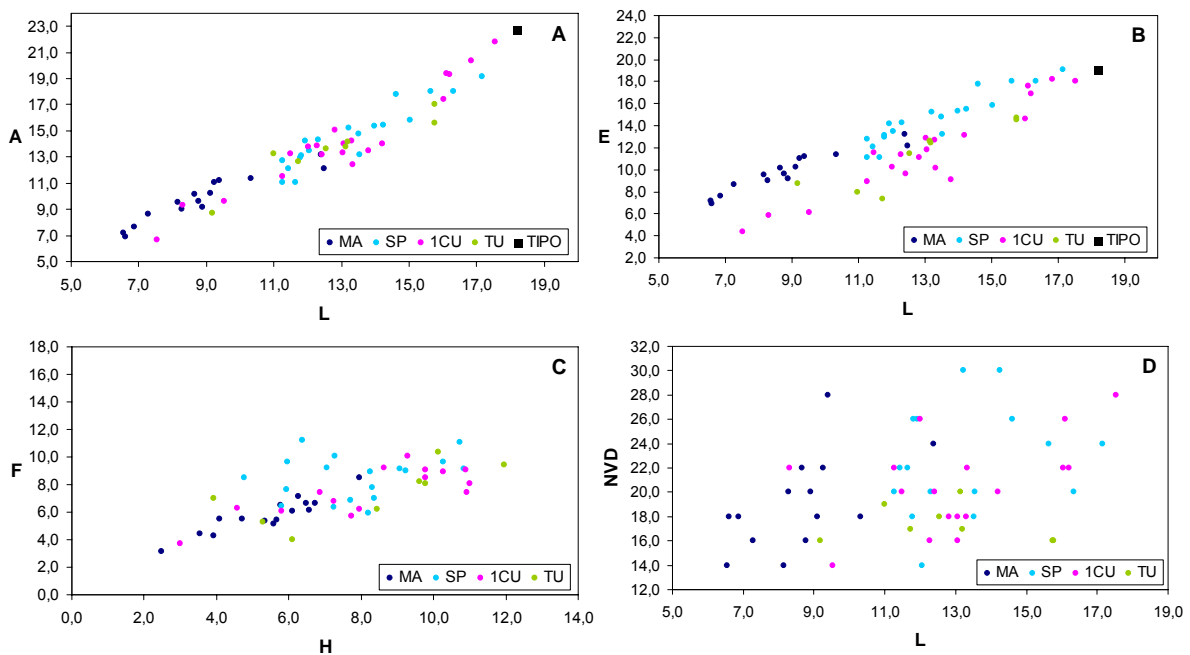 23,0
21,0
19,0
17,0
15,0
A
13,0
11,0
9,0
7,0
5,0
A
MA SP 1CU TU TIPO
5,0 7,0 9,0 11,0 13,0 15,0 17,0 19,0
L
24,0
22,0
20,0
18,0
16,0
14,0
E
12,0
10,0
8,0
6,0
4,0
2,0
B
MA SP 1CU TU TIPO
5,0 7,0 9,0 11,0 13,0 15,0 17,0 19,0
L
18,0
16,0
14,0
12,0
10,0
F
8,0
6,0
4,0
2,0
0,0
C
MA SP 1CU TU
0,0 2,0 4,0 6,0 8,0 10,0 12,0 14,0
H
32,0
30,0
28,0
26,0
24,0
NVD
22,0
20,0
18,0
16,0
14,0
12,0
D
MA SP 1CU TU
5,0 7,0 9,0 11,0 13,0 15,0 17,0 19,0
L